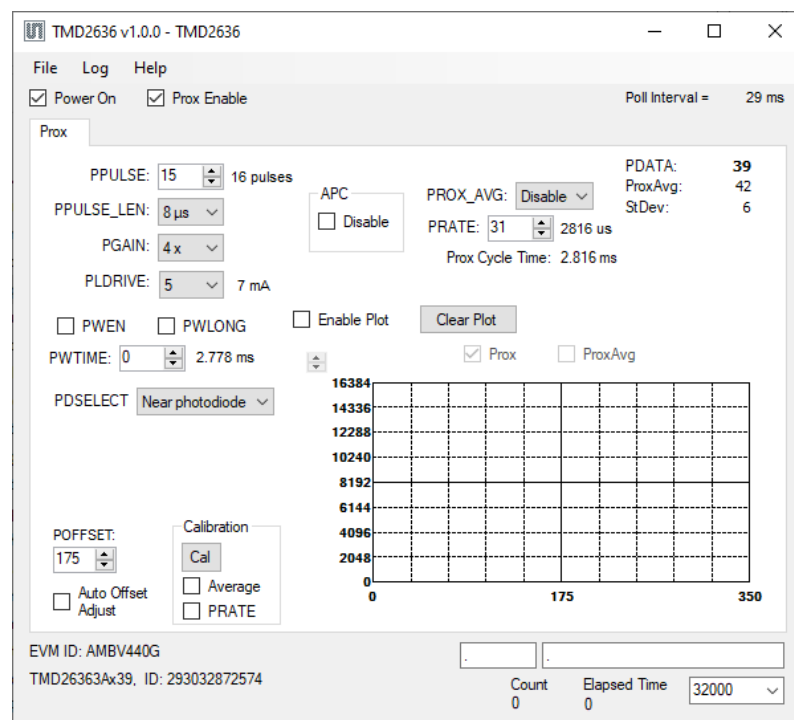 TMD2636 v1.0.0 - TMD2636
File Log Help
Power On Prox Enable Poll Interval = 29 ms
Prox
PPULSE: 15 16 pulses
PPULSE_LEN: 8 µs
PGAIN: 4 x
PLDRIVE: 5 7 mA
APC
Disable
PROX_AVG: Disable
PRATE: 31 2816 us
Prox Cycle Time: 2.816 ms
PDATA: 39
ProxAvg: 42
StDev: 6
PWEN PWLONG
PWTIME: 0 2.778 ms
PDSELECT Near photodiode
Enable Plot Clear Plot
Prox ProxAvg
16384
14336
12288
10240
8192
6144
4096
2048
0
0 175 350
POFFSET:
175
Auto Offset
Adjust
Calibration
Cal
Average
PRATE
EVM ID: AMBV440G
TMD26363Ax39, ID: 293032872574
. .
Count Elapsed Time 32000
0 0